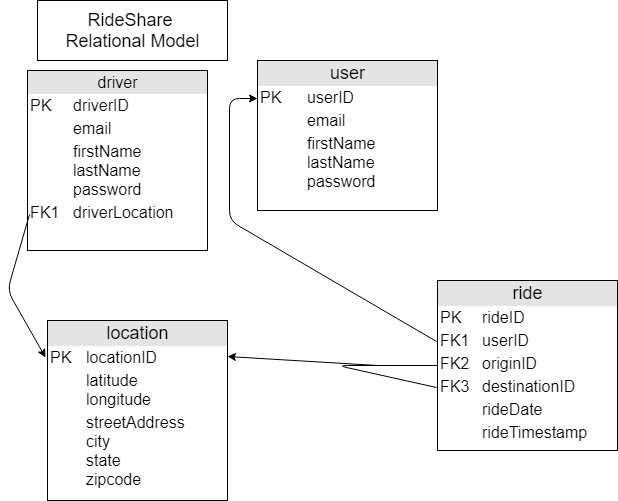 RideShare
Relational Model
driver
PK driverID
email
firstName
lastName
password
FK1 driverLocation
user
PK userID
email
firstName
lastName
password
location
PK locationID
latitude
longitude
streetAddress
city
state
zipcode
ride
PK rideID
FK1 userID
FK2 originID
FK3 destinationID
rideDate
rideTimestamp